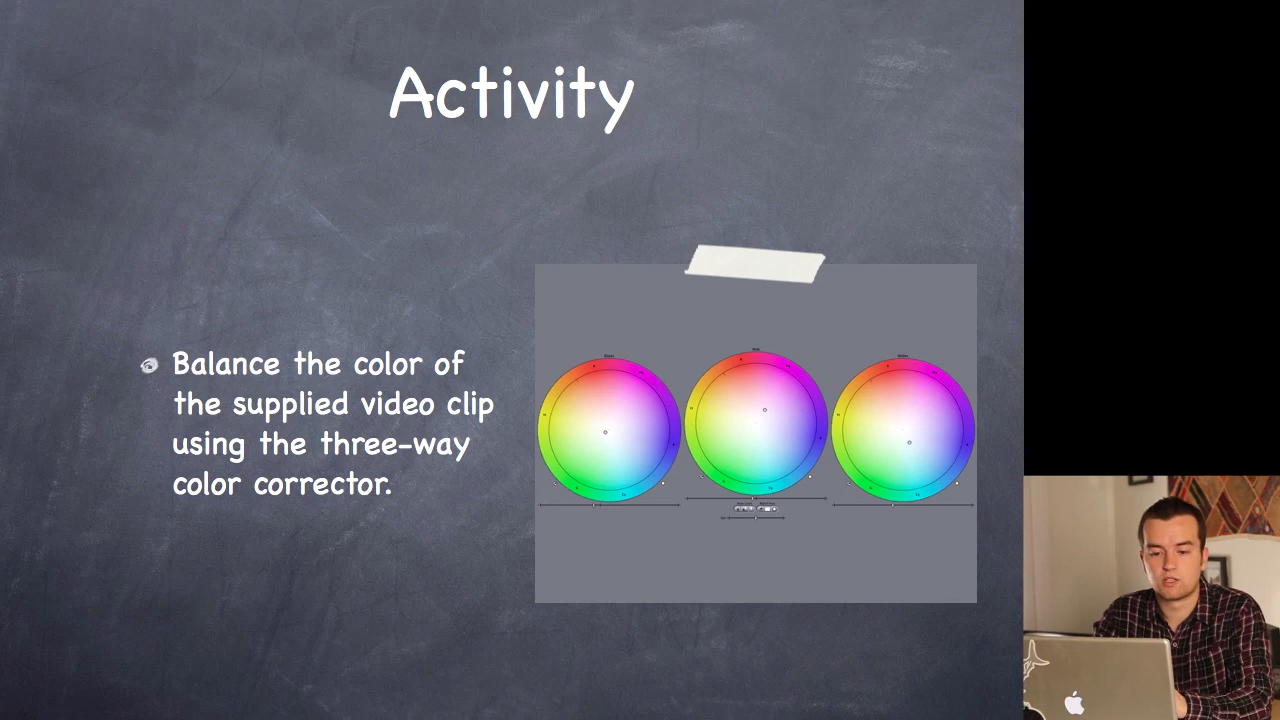 Activity
Balance the color of
the supplied video clip
using the three-way
color corrector.